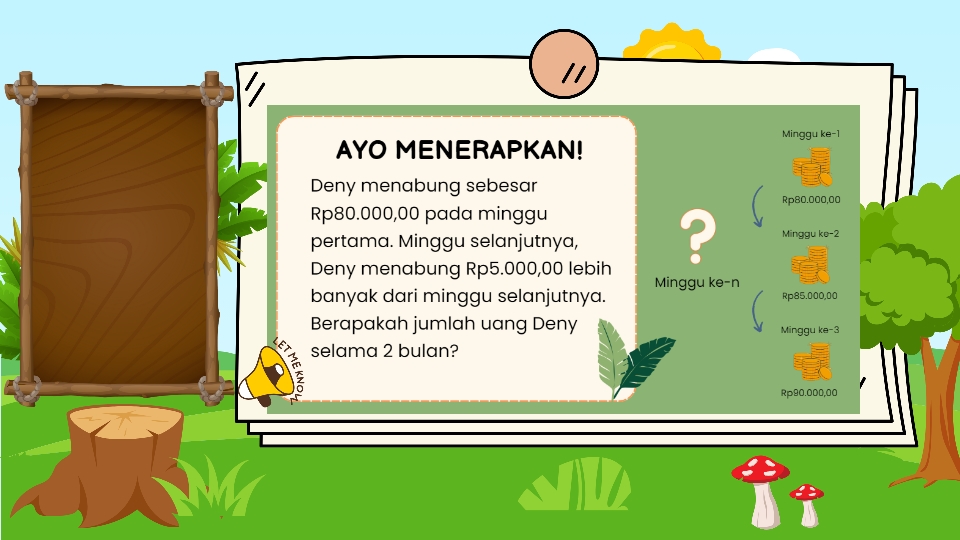 AYO MENERAPKAN!
Deny menabung sebesar
Rp80.000,00 pada minggu
pertama. Minggu selanjutnya,
Deny menabung Rp5.000,00 lebih
banyak dari minggu selanjutnya.
Berapakah jumlah uang Deny
selama 2 bulan?
LET ME KNOW
?
Minggu ke-n
Minggu ke-1
Rp80.000,00
Minggu ke-2
Rp85.000,00
Minggu ke-3
Rp90.000,00